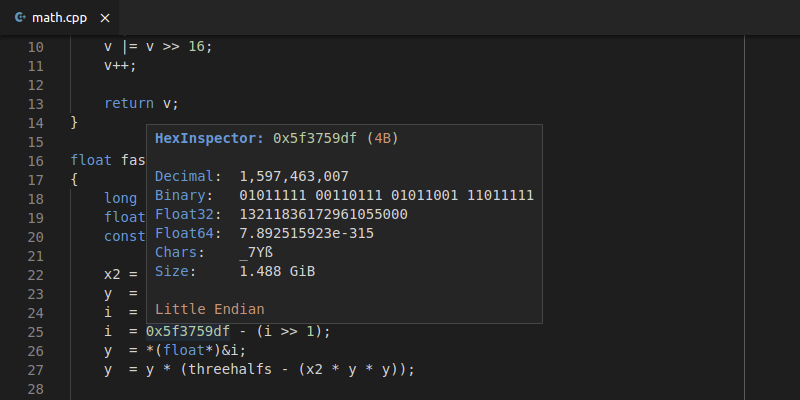 math.cpp ×
10 v |= v >> 16;
11 v++;
12
13 return v;
14 }
15
16 float fas
17 {
18 long
19 float
20 const
21
22 x2 =
23 y =
24 i =
25 i = 0x5f3759df - (i >> 1);
26 y = *(float*)&i;
27 y = y * (threehalfs - (x2 * y * y));
28
HexInspector: 0x5f3759df (4B)
Decimal: 1,597,463,007
Binary: 01011111 00110111 01011001 11011111
Float32: 13211836172961055000
Float64: 7.892515923e-315
Chars: _7Yß
Size: 1.488 GiB
Little Endian